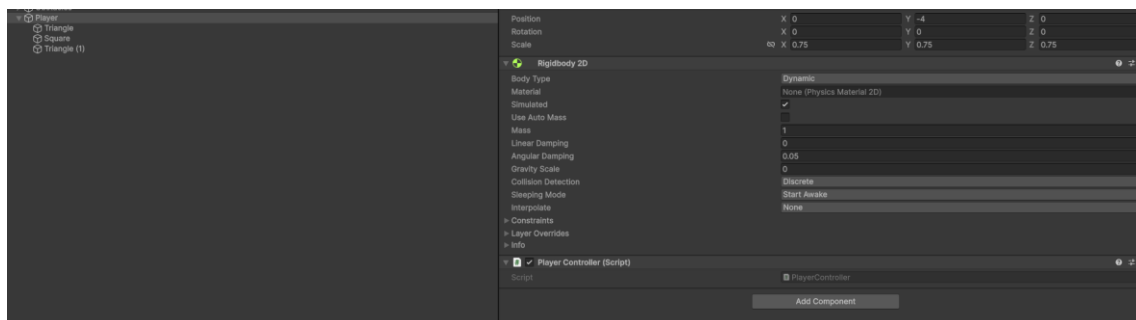 Player
Triangle
Square
Triangle (1)
Position X 0 Y -4 Z 0
Rotation X 0 Y 0 Z 0
Scale X 0.75 Y 0.75 Z 0.75
Rigidbody 2D
Body Type Dynamic
Material None (Physics Material 2D)
Simulated
Use Auto Mass
Mass 1
Linear Damping 0
Angular Damping 0.05
Gravity Scale 0
Collision Detection Discrete
Sleeping Mode Start Awake
Interpolate None
Constraints
Layer Overrides
Info
Player Controller (Script)
Script PlayerController
Add Component